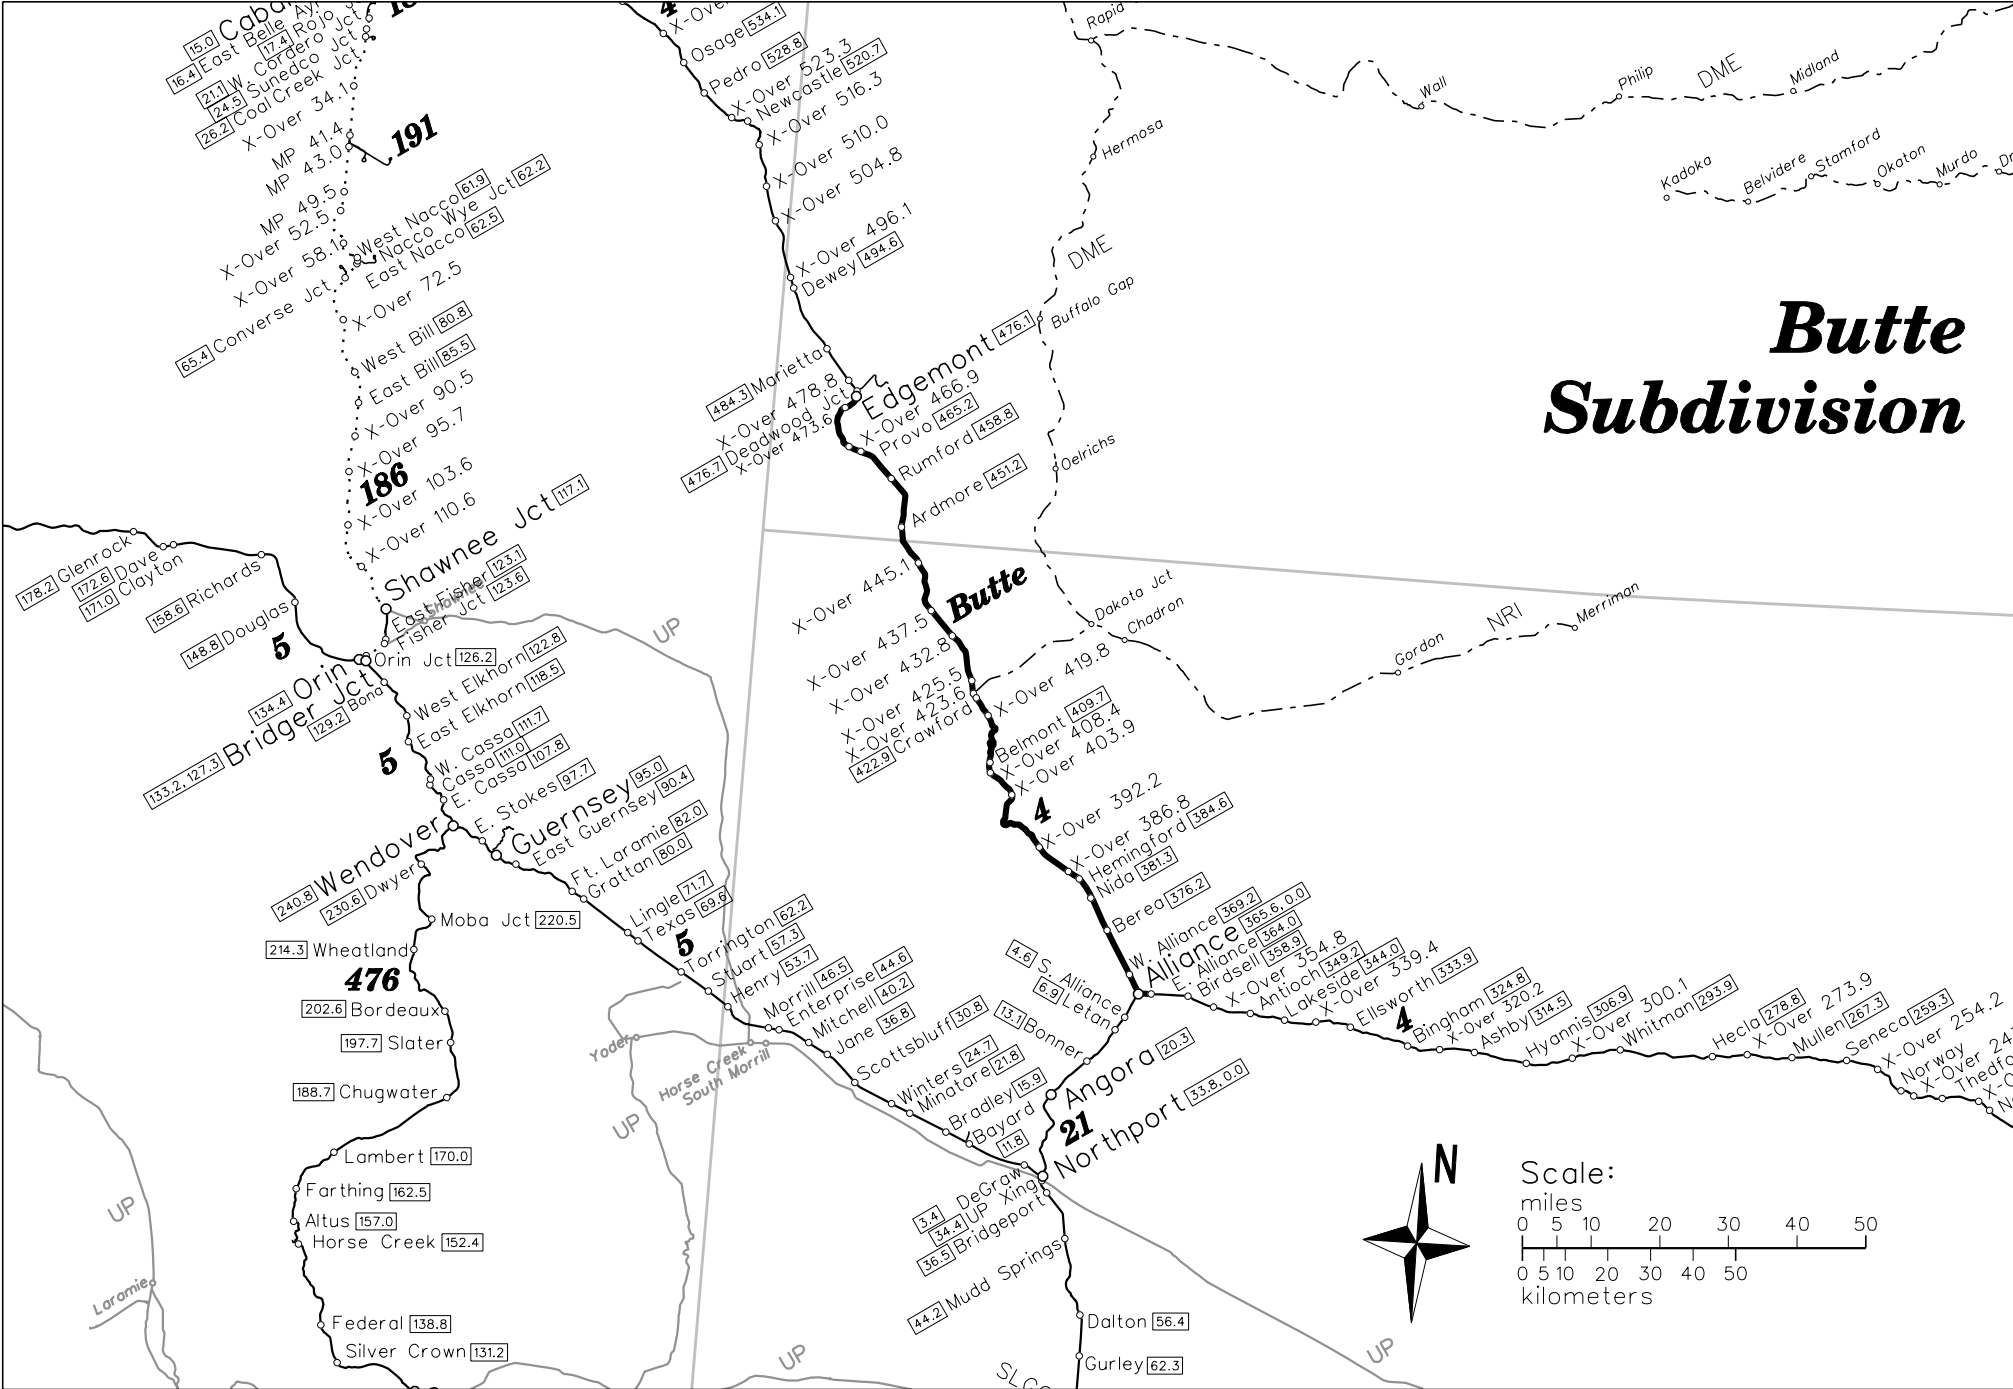 Butte
Subdivision
15.0
16.4 East Belle
17.4 Rojo
21.1 W. Cordero Jct
24.5 Sunedco Jct
26.2 Coal Creek Jct
X-Over 34.1
MP 41.4
MP 43.0
191
MP 49.5
X-Over 52.5
X-Over 58.1
West Nacco 61.9
Nacco Wye Jct 62.2
East Nacco 62.5
65.4 Converse Jct
X-Over 72.5
West Bill 80.8
East Bill 85.5
X-Over 90.5
X-Over 95.7
186
X-Over 103.6
X-Over 110.6
Shawnee Jct 117.1
East Fisher 123.1
Fisher Jct 123.6
Shawnee
UP
178.2 Glenrock
172.6 Dave
171.0 Clayton
158.6 Richards
148.8 Douglas
5
134.4 Orin
Orin Jct 126.2
133.2, 127.3 Bridger Jct
129.2 Bona
West Elkhorn 122.8
East Elkhorn 118.5
5
W. Cassa 111.7
Cassa 111.0
E. Cassa 107.8
E. Stokes 97.7
Guernsey 95.0
East Guernsey 90.4
240.8 Wendover
230.6 Dwyer
Moba Jct 220.5
214.3 Wheatland
476
202.6 Bordeaux
197.7 Slater
188.7 Chugwater
Lambert 170.0
Farthing 162.5
Altus 157.0
Horse Creek 152.4
Federal 138.8
Silver Crown 131.2
UP
Laramie
Ft. Laramie 82.0
Grattan 80.0
Lingle 71.7
Texas 69.6
5
Torrington 62.2
Stuart 57.3
Henry 53.7
Morrill 46.5
Enterprise 44.6
Mitchell 40.2
Jane 36.8
Scottsbluff 30.8
Winters 24.7
Minatare 21.8
Bradley 15.9
Bayard 11.8
Yoder
Horse Creek
South Morrill
UP
UP
4
X-Over
Osage 534.1
Pedro 528.8
X-Over 523.3
Newcastle 520.7
X-Over 516.3
X-Over 510.0
X-Over 504.8
X-Over 496.1
Dewey 494.6
484.3 Marietta
X-Over 478.8
476.7 Deadwood Jct
X-Over 473.6
Edgemont 476.1
X-Over 466.9
Provo 465.2
Rumford 458.8
Ardmore 451.2
X-Over 445.1
Butte
X-Over 437.5
X-Over 432.8
X-Over 425.5
X-Over 423.6
422.9 Crawford
X-Over 419.8
Belmont 409.7
X-Over 408.4
X-Over 403.9
4
X-Over 392.2
X-Over 386.8
Hemingford 384.6
Nida 381.3
Berea 376.2
W. Alliance 369.2
Alliance 365.6, 0.0
E. Alliance 364.0
Birdsell 358.9
X-Over 354.8
Antioch 349.2
Lakeside 344.0
X-Over 339.4
Ellsworth 333.9
4
Bingham 324.8
X-Over 320.2
Ashby 314.5
Hyannis 306.9
X-Over 300.1
Whitman 293.9
Hecla 278.8
X-Over 273.9
Mullen 267.3
Seneca 259.3
X-Over 254.2
Norway
X-Over
4.6 S. Alliance
6.9 Letan
13.1 Bonner
Angora 20.3
21
Northport 33.8, 0.0
3.4 DeGraw
34.4 UP Xing
36.5 Bridgeport
44.2 Mudd Springs
Dalton 56.4
Gurley 62.3
UP
Hermosa
DME
Buffalo Gap
Oelrichs
Dakota Jct
Chadron
Gordon
NRI
Merriman
Wall
Philip
DME
Midland
Kadoka
Belvidere
Stamford
Okaton
Murdo
N
Scale:
miles
0 5 10 20 30 40 50
0 5 10 20 30 40 50
kilometers